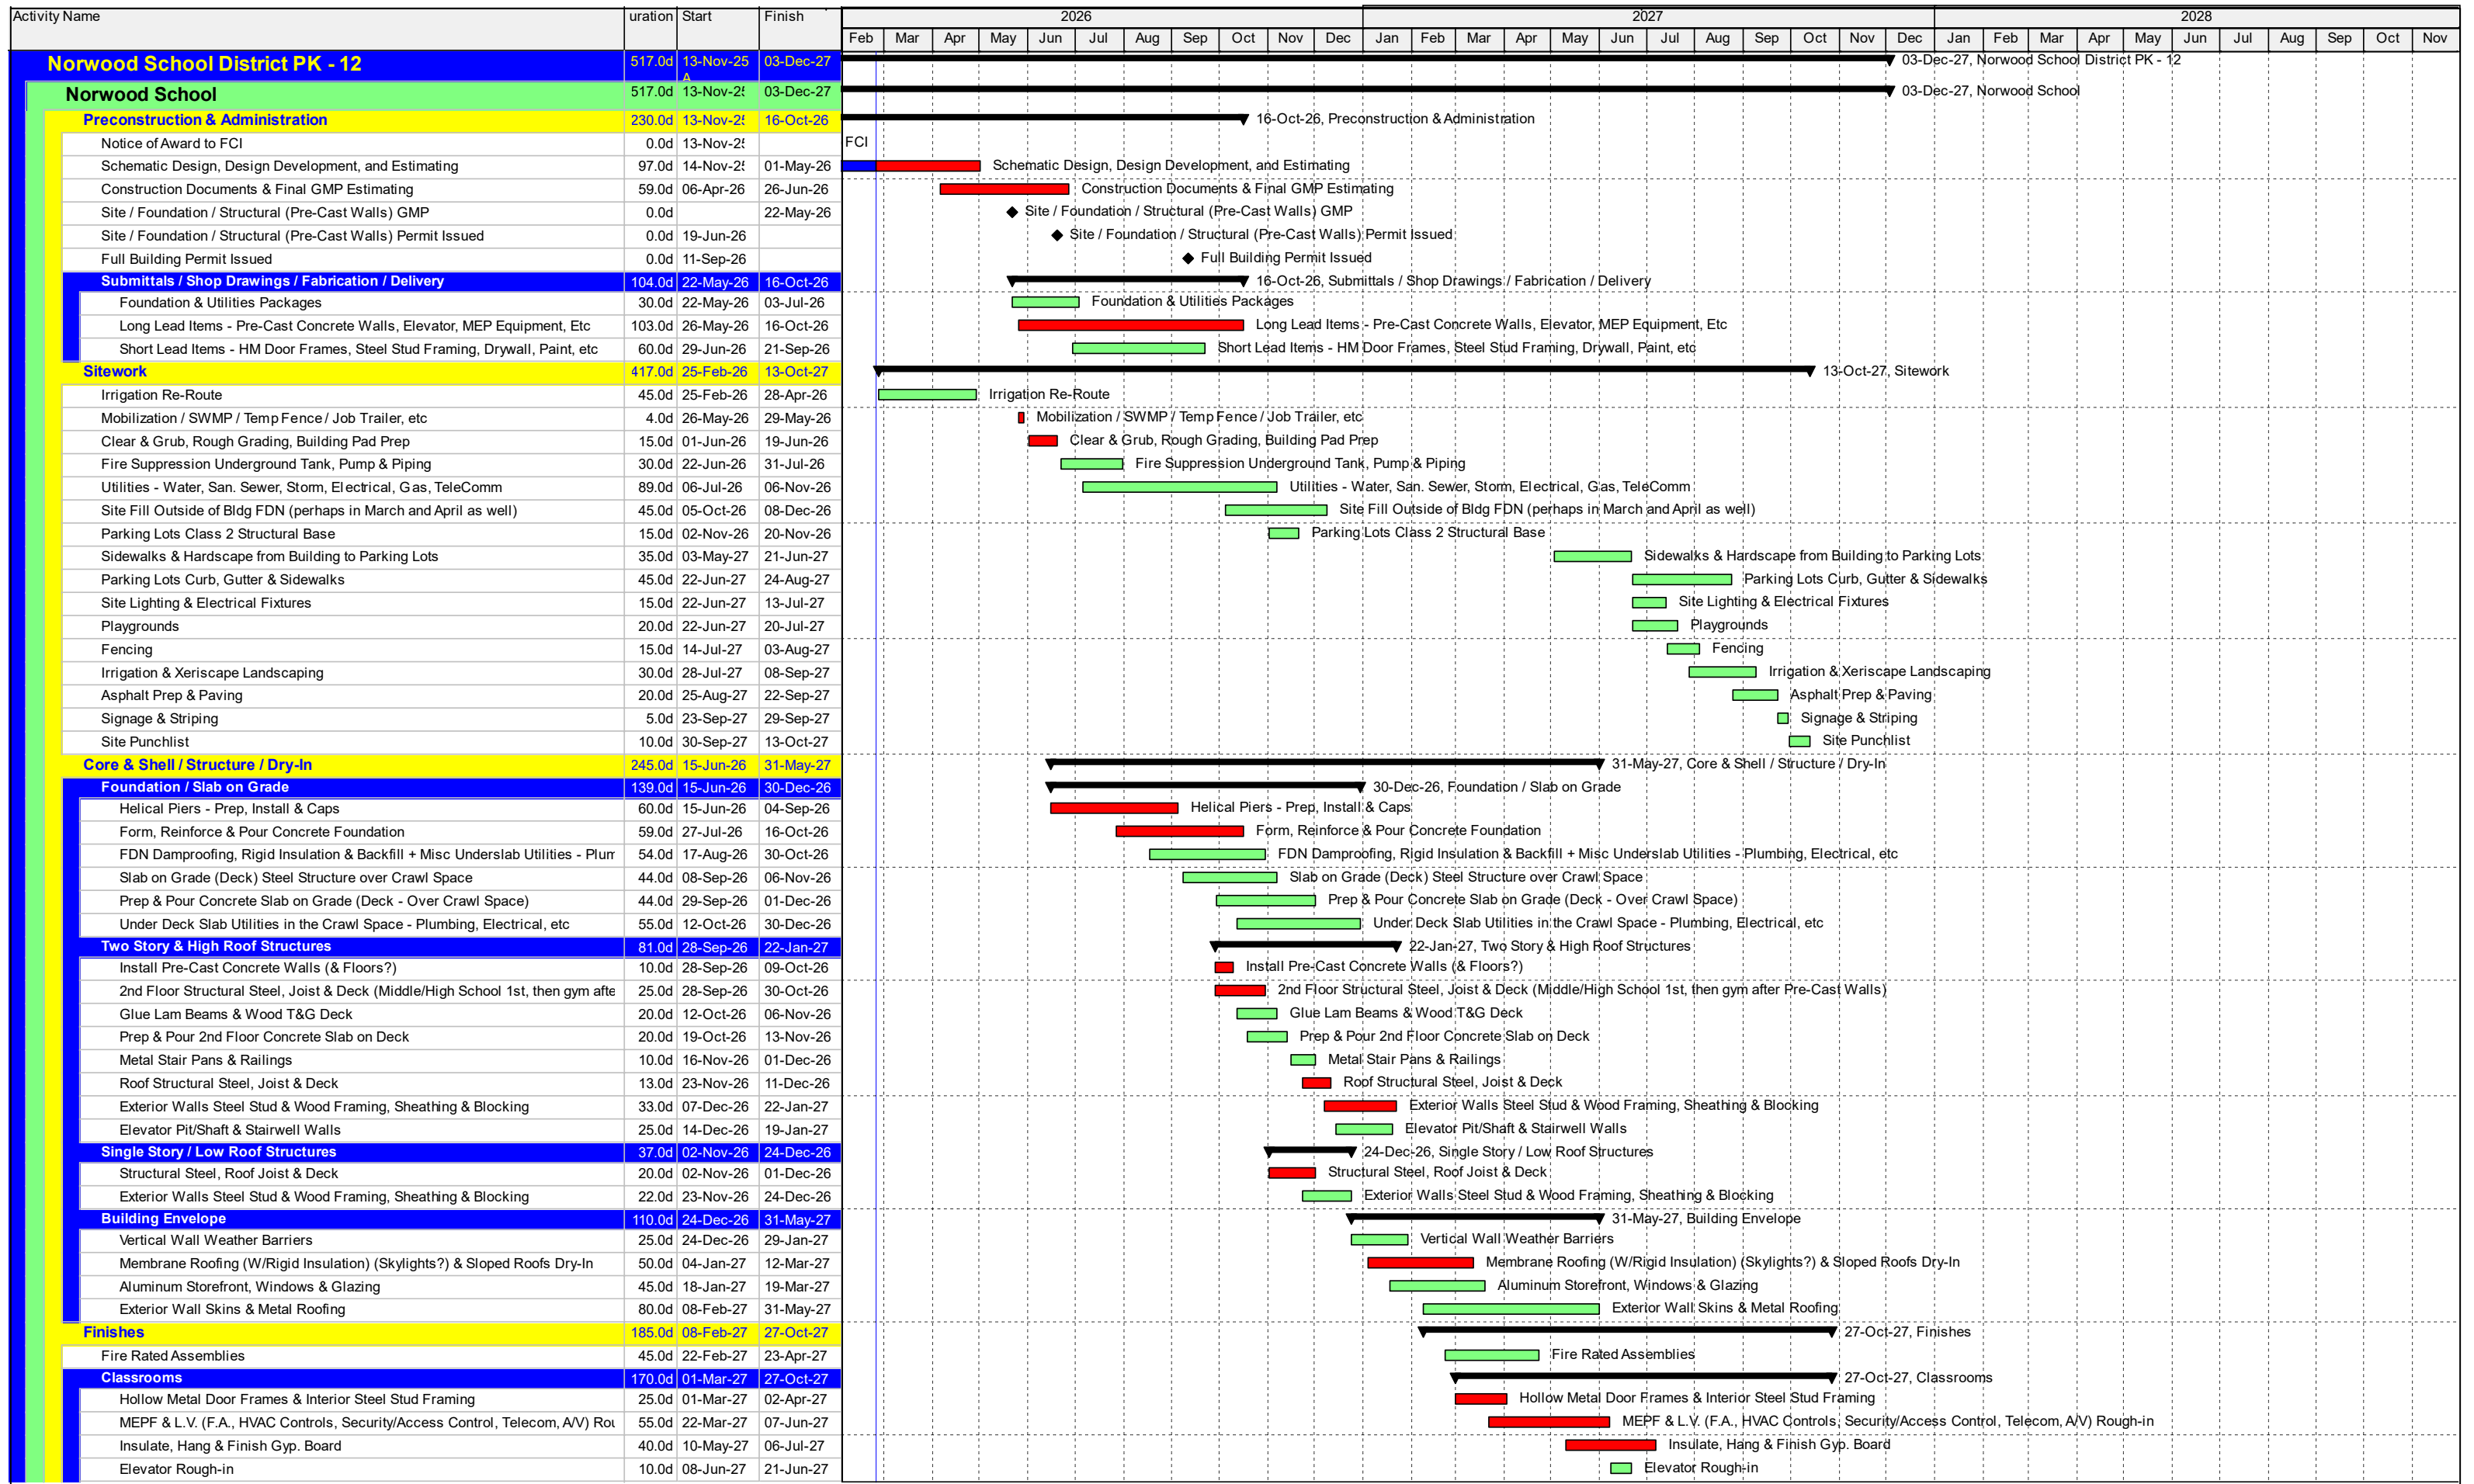 Activity Name uration Start Finish 2026 2027 2028
Feb Mar Apr May Jun Jul Aug Sep Oct Nov Dec Jan Feb Mar Apr May Jun Jul Aug Sep Oct Nov Dec Jan Feb Mar Apr May Jun Jul Aug Sep Oct Nov
Norwood School District PK - 12 517.0d 13-Nov-25 A 03-Dec-27 03-Dec-27, Norwood School District PK - 12
Norwood School 517.0d 13-Nov-25 03-Dec-27 03-Dec-27, Norwood School
Preconstruction & Administration 230.0d 13-Nov-25 16-Oct-26 16-Oct-26, Preconstruction & Administration
Notice of Award to FCI 0.0d 13-Nov-25 FCI
Schematic Design, Design Development, and Estimating 97.0d 14-Nov-25 01-May-26 Schematic Design, Design Development, and Estimating
Construction Documents & Final GMP Estimating 59.0d 06-Apr-26 26-Jun-26 Construction Documents & Final GMP Estimating
Site / Foundation / Structural (Pre-Cast Walls) GMP 0.0d 22-May-26 Site / Foundation / Structural (Pre-Cast Walls) GMP
Site / Foundation / Structural (Pre-Cast Walls) Permit Issued 0.0d 19-Jun-26 Site / Foundation / Structural (Pre-Cast Walls) Permit Issued
Full Building Permit Issued 0.0d 11-Sep-26 Full Building Permit Issued
Submittals / Shop Drawings / Fabrication / Delivery 104.0d 22-May-26 16-Oct-26 16-Oct-26, Submittals / Shop Drawings / Fabrication / Delivery
Foundation & Utilities Packages 30.0d 22-May-26 03-Jul-26 Foundation & Utilities Packages
Long Lead Items - Pre-Cast Concrete Walls, Elevator, MEP Equipment, Etc 103.0d 26-May-26 16-Oct-26 Long Lead Items - Pre-Cast Concrete Walls, Elevator, MEP Equipment, Etc
Short Lead Items - HM Door Frames, Steel Stud Framing, Drywall, Paint, etc 60.0d 29-Jun-26 21-Sep-26 Short Lead Items - HM Door Frames, Steel Stud Framing, Drywall, Paint, etc
Sitework 417.0d 25-Feb-26 13-Oct-27 13-Oct-27, Sitework
Irrigation Re-Route 45.0d 25-Feb-26 28-Apr-26 Irrigation Re-Route
Mobilization / SWMP / Temp Fence / Job Trailer, etc 4.0d 26-May-26 29-May-26 Mobilization / SWMP / Temp Fence / Job Trailer, etc
Clear & Grub, Rough Grading, Building Pad Prep 15.0d 01-Jun-26 19-Jun-26 Clear & Grub, Rough Grading, Building Pad Prep
Fire Suppression Underground Tank, Pump & Piping 30.0d 22-Jun-26 31-Jul-26 Fire Suppression Underground Tank, Pump & Piping
Utilities - Water, San. Sewer, Storm, Electrical, Gas, TeleComm 89.0d 06-Jul-26 06-Nov-26 Utilities - Water, San. Sewer, Storm, Electrical, Gas, TeleComm
Site Fill Outside of Bldg FDN (perhaps in March and April as well) 45.0d 05-Oct-26 08-Dec-26 Site Fill Outside of Bldg FDN (perhaps in March and April as well)
Parking Lots Class 2 Structural Base 15.0d 02-Nov-26 20-Nov-26 Parking Lots Class 2 Structural Base
Sidewalks & Hardscape from Building to Parking Lots 35.0d 03-May-27 21-Jun-27 Sidewalks & Hardscape from Building to Parking Lots
Parking Lots Curb, Gutter & Sidewalks 45.0d 22-Jun-27 24-Aug-27 Parking Lots Curb, Gutter & Sidewalks
Site Lighting & Electrical Fixtures 15.0d 22-Jun-27 13-Jul-27 Site Lighting & Electrical Fixtures
Playgrounds 20.0d 22-Jun-27 20-Jul-27 Playgrounds
Fencing 15.0d 14-Jul-27 03-Aug-27 Fencing
Irrigation & Xeriscape Landscaping 30.0d 28-Jul-27 08-Sep-27 Irrigation & Xeriscape Landscaping
Asphalt Prep & Paving 20.0d 25-Aug-27 22-Sep-27 Asphalt Prep & Paving
Signage & Striping 5.0d 23-Sep-27 29-Sep-27 Signage & Striping
Site Punchlist 10.0d 30-Sep-27 13-Oct-27 Site Punchlist
Core & Shell / Structure / Dry-In 245.0d 15-Jun-26 31-May-27 31-May-27, Core & Shell / Structure / Dry-In
Foundation / Slab on Grade 139.0d 15-Jun-26 30-Dec-26 30-Dec-26, Foundation / Slab on Grade
Helical Piers - Prep, Install & Caps 60.0d 15-Jun-26 04-Sep-26 Helical Piers - Prep, Install & Caps
Form, Reinforce & Pour Concrete Foundation 59.0d 27-Jul-26 16-Oct-26 Form, Reinforce & Pour Concrete Foundation
FDN Damproofing, Rigid Insulation & Backfill + Misc Underslab Utilities - Plum 54.0d 17-Aug-26 30-Oct-26 FDN Damproofing, Rigid Insulation & Backfill + Misc Underslab Utilities - Plumbing, Electrical, etc
Slab on Grade (Deck) Steel Structure over Crawl Space 44.0d 08-Sep-26 06-Nov-26 Slab on Grade (Deck) Steel Structure over Crawl Space
Prep & Pour Concrete Slab on Grade (Deck - Over Crawl Space) 44.0d 29-Sep-26 01-Dec-26 Prep & Pour Concrete Slab on Grade (Deck - Over Crawl Space)
Under Deck Slab Utilities in the Crawl Space - Plumbing, Electrical, etc 55.0d 12-Oct-26 30-Dec-26 Under Deck Slab Utilities in the Crawl Space - Plumbing, Electrical, etc
Two Story & High Roof Structures 81.0d 28-Sep-26 22-Jan-27 22-Jan-27, Two Story & High Roof Structures
Install Pre-Cast Concrete Walls (& Floors?) 10.0d 28-Sep-26 09-Oct-26 Install Pre-Cast Concrete Walls (& Floors?)
2nd Floor Structural Steel, Joist & Deck (Middle/High School 1st, then gym afte 25.0d 28-Sep-26 30-Oct-26 2nd Floor Structural Steel, Joist & Deck (Middle/High School 1st, then gym after Pre-Cast Walls)
Glue Lam Beams & Wood T&G Deck 20.0d 12-Oct-26 06-Nov-26 Glue Lam Beams & Wood T&G Deck
Prep & Pour 2nd Floor Concrete Slab on Deck 20.0d 19-Oct-26 13-Nov-26 Prep & Pour 2nd Floor Concrete Slab on Deck
Metal Stair Pans & Railings 10.0d 16-Nov-26 01-Dec-26 Metal Stair Pans & Railings
Roof Structural Steel, Joist & Deck 13.0d 23-Nov-26 11-Dec-26 Roof Structural Steel, Joist & Deck
Exterior Walls Steel Stud & Wood Framing, Sheathing & Blocking 33.0d 07-Dec-26 22-Jan-27 Exterior Walls Steel Stud & Wood Framing, Sheathing & Blocking
Elevator Pit/Shaft & Stairwell Walls 25.0d 14-Dec-26 19-Jan-27 Elevator Pit/Shaft & Stairwell Walls
Single Story / Low Roof Structures 37.0d 02-Nov-26 24-Dec-26 24-Dec-26, Single Story / Low Roof Structures
Structural Steel, Roof Joist & Deck 20.0d 02-Nov-26 01-Dec-26 Structural Steel, Roof Joist & Deck
Exterior Walls Steel Stud & Wood Framing, Sheathing & Blocking 22.0d 23-Nov-26 24-Dec-26 Exterior Walls Steel Stud & Wood Framing, Sheathing & Blocking
Building Envelope 110.0d 24-Dec-26 31-May-27 31-May-27, Building Envelope
Vertical Wall Weather Barriers 25.0d 24-Dec-26 29-Jan-27 Vertical Wall Weather Barriers
Membrane Roofing (W/Rigid Insulation) (Skylights?) & Sloped Roofs Dry-In 50.0d 04-Jan-27 12-Mar-27 Membrane Roofing (W/Rigid Insulation) (Skylights?) & Sloped Roofs Dry-In
Aluminum Storefront, Windows & Glazing 45.0d 18-Jan-27 19-Mar-27 Aluminum Storefront, Windows & Glazing
Exterior Wall Skins & Metal Roofing 80.0d 08-Feb-27 31-May-27 Exterior Wall Skins & Metal Roofing
Finishes 185.0d 08-Feb-27 27-Oct-27 27-Oct-27, Finishes
Fire Rated Assemblies 45.0d 22-Feb-27 23-Apr-27 Fire Rated Assemblies
Classrooms 170.0d 01-Mar-27 27-Oct-27 27-Oct-27, Classrooms
Hollow Metal Door Frames & Interior Steel Stud Framing 25.0d 01-Mar-27 02-Apr-27 Hollow Metal Door Frames & Interior Steel Stud Framing
MEPF & L.V. (F.A., HVAC Controls, Security/Access Control, Telecom, A/V) Rou 55.0d 22-Mar-27 07-Jun-27 MEPF & L.V. (F.A., HVAC Controls, Security/Access Control, Telecom, A/V) Rough-in
Insulate, Hang & Finish Gyp. Board 40.0d 10-May-27 06-Jul-27 Insulate, Hang & Finish Gyp. Board
Elevator Rough-in 10.0d 08-Jun-27 21-Jun-27 Elevator Rough-in